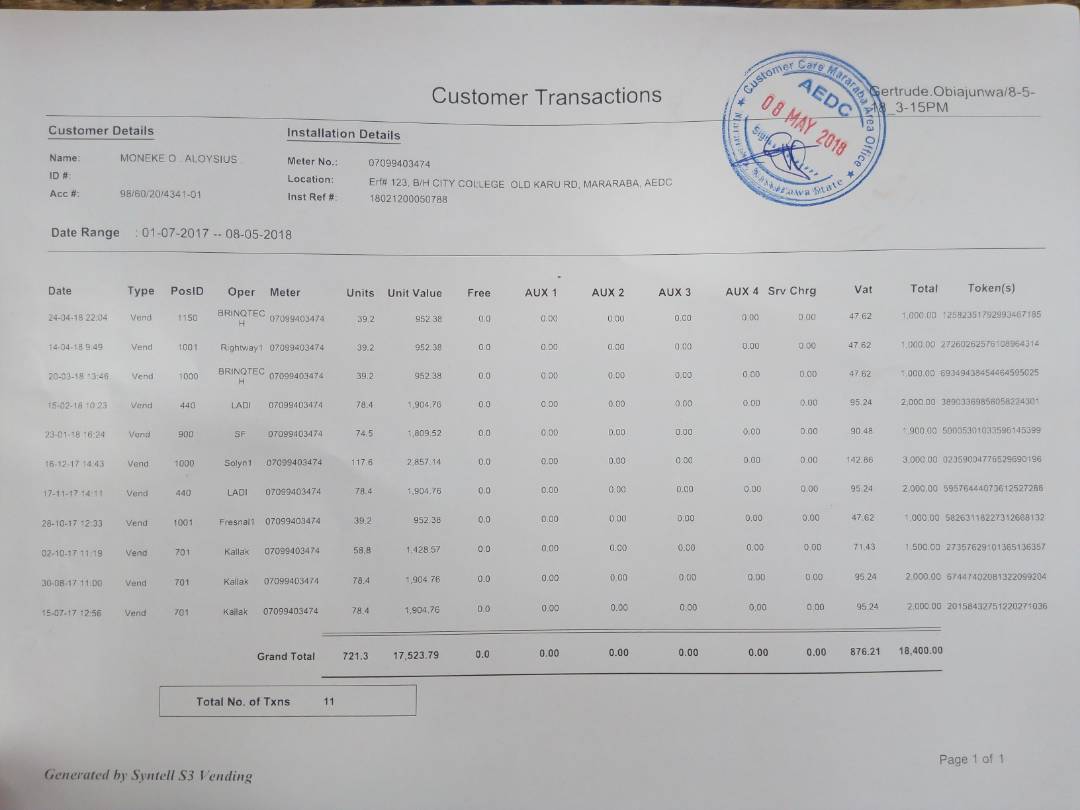 Customer Transactions
Gertrude.Obiajunwa/8-5-
18_3-15PM
Customer Care Mararaba Area Office
AEDC
08 MAY 2018
Sign
Nasarawa State
Customer Details
Name: MONEKE O . ALOYSIUS
ID #:
Acc #: 98/60/20/4341-01
Installation Details
Meter No.: 07099403474
Location: Erf# 123, B/H CITY COLLEGE OLD KARU RD, MARARABA, AEDC
Inst Ref #: 18021200050788
Date Range : 01-07-2017 -- 08-05-2018
Date Type PosID Oper Meter Units Unit Value Free AUX 1 AUX 2 AUX 3 AUX 4 Srv Chrg Vat Total Token(s)
24-04-18 22:04 Vend 1150 BRINQTEC H 07099403474 39.2 952.38 0.0 0.00 0.00 0.00 0.00 0.00 47.62 1,000.00 12582351792993467185
14-04-18 9:49 Vend 1001 Rightway1 07099403474 39.2 952.38 0.0 0.00 0.00 0.00 0.00 0.00 47.62 1,000.00 27260262576108964314
20-03-18 13:46 Vend 1000 BRINQTEC H 07099403474 39.2 952.38 0.0 0.00 0.00 0.00 0.00 0.00 47.62 1,000.00 69349438454464595025
15-02-18 10:23 Vend 440 LADI 07099403474 78.4 1,904.76 0.0 0.00 0.00 0.00 0.00 0.00 95.24 2,000.00 38903369856058224301
23-01-18 16:24 Vend 900 SF 07099403474 74.5 1,809.52 0.0 0.00 0.00 0.00 0.00 0.00 90.48 1,900.00 50005301033596145399
16-12-17 14:43 Vend 1000 Solyn1 07099403474 117.6 2,857.14 0.0 0.00 0.00 0.00 0.00 0.00 142.86 3,000.00 02359004776529690196
17-11-17 14:11 Vend 440 LADI 07099403474 78.4 1,904.76 0.0 0.00 0.00 0.00 0.00 0.00 95.24 2,000.00 59576444073612527286
28-10-17 12:33 Vend 1001 Fresnal1 07099403474 39.2 952.38 0.0 0.00 0.00 0.00 0.00 0.00 47.62 1,000.00 58263118227312668132
02-10-17 11:19 Vend 701 Kallak 07099403474 58.8 1,428.57 0.0 0.00 0.00 0.00 0.00 0.00 71.43 1,500.00 27357629101365136357
30-08-17 11:00 Vend 701 Kallak 07099403474 78.4 1,904.76 0.0 0.00 0.00 0.00 0.00 0.00 95.24 2,000.00 67447402081322099204
15-07-17 12:56 Vend 701 Kallak 07099403474 78.4 1,904.76 0.0 0.00 0.00 0.00 0.00 0.00 95.24 2,000.00 20158432751220271036
Grand Total 721.3 17,523.79 0.0 0.00 0.00 0.00 0.00 0.00 876.21 18,400.00
Total No. of Txns 11
Page 1 of 1
Generated by Syntell S3 Vending